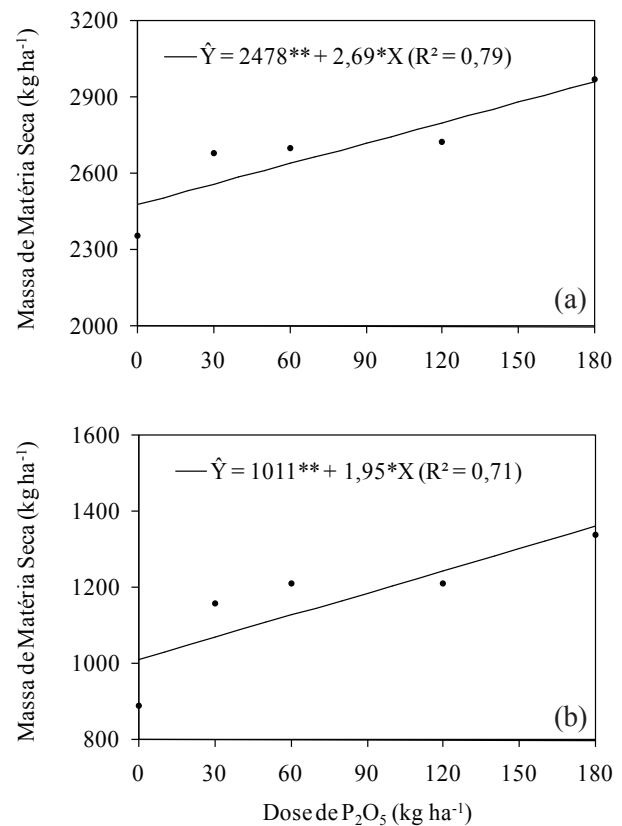 3200
Ŷ = 2478** + 2,69*X (R² = 0,79)
2900
2600
2300
2000
Massa de Matéria Seca (kg ha⁻¹)
(a)
0 30 60 90 120 150 180
1600
Ŷ = 1011** + 1,95*X (R² = 0,71)
1400
1200
1000
800
Massa de Matéria Seca (kg ha⁻¹)
(b)
0 30 60 90 120 150 180
Dose de P₂O₅ (kg ha⁻¹)